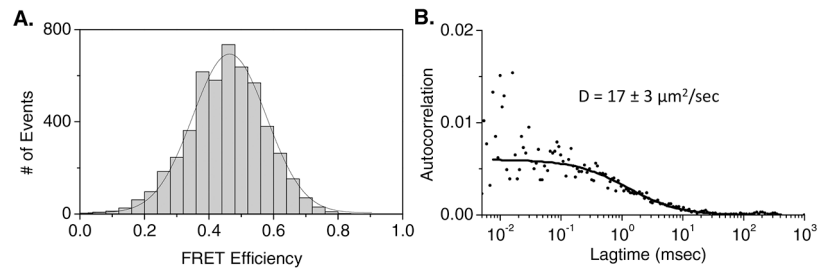 A.
800
400
0
# of Events
0.0 0.2 0.4 0.6 0.8 1.0
FRET Efficiency
B.
0.02
0.01
0.00
Autocorrelation
D = 17 ± 3 µm²/sec
10⁻² 10⁻¹ 10⁰ 10¹ 10² 10³
Lagtime (msec)